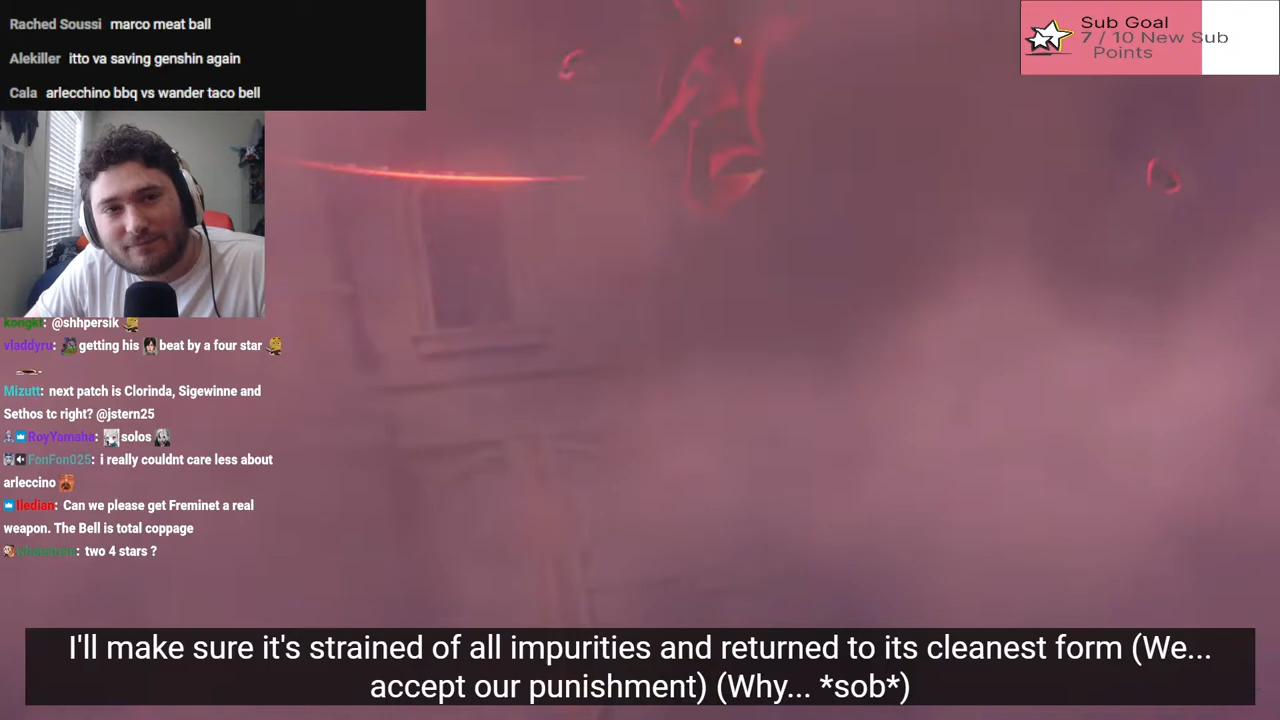 Rached Soussi marco meat ball
Alekiller itto va saving genshin again
Cala arlecchino bbq vs wander taco bell
Sub Goal
7 / 10 New Sub
Points
kongkt: @shhpersik
vladdyru: getting his beat by a four star
Mizutt: next patch is Clorinda, Sigewinne and
Sethos tc right? @jstern25
RoyYamaha: solos
FonFon025: i really couldnt care less about
arleccino
Iledian: Can we please get Freminet a real
weapon. The Bell is total coppage
two 4 stars ?
I'll make sure it's strained of all impurities and returned to its cleanest form (We...
accept our punishment) (Why... *sob*)